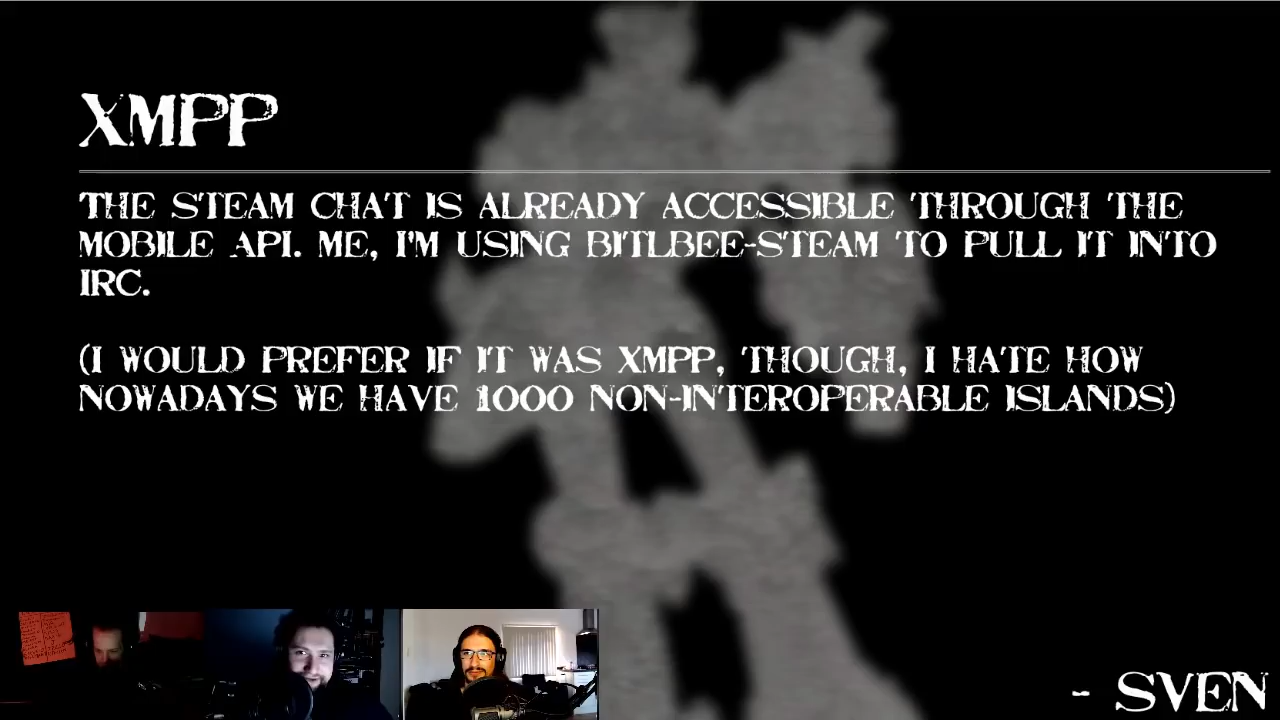 XMPP
THE STEAM CHAT IS ALREADY ACCESSIBLE THROUGH THE
MOBILE API. ME, I'M USING BITLBEE-STEAM TO PULL IT INTO
IRC.
(I WOULD PREFER IF IT WAS XMPP, THOUGH, I HATE HOW
NOWADAYS WE HAVE 1000 NON-INTEROPERABLE ISLANDS)
- SVEN